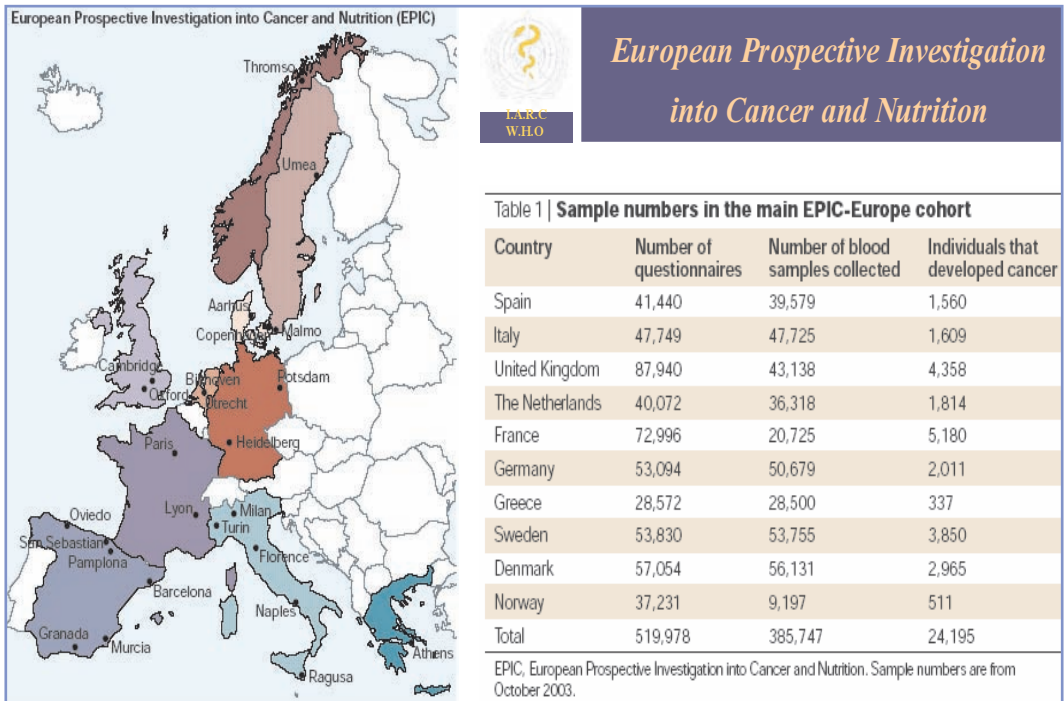 European Prospective Investigation into Cancer and Nutrition (EPIC)
Thromso
Umea
Aarhus
Copenhagen
Malmo
Cambridge
Oxford
Bilthoven
Utrecht
Potsdam
Heidelberg
Paris
Lyon
Milan
Turin
Florence
Oviedo
San Sebastian
Pamplona
Barcelona
Naples
Granada
Murcia
Athens
Ragusa
I.A.R.C
W.H.O
European Prospective Investigation
into Cancer and Nutrition
Table 1 | Sample numbers in the main EPIC-Europe cohort
Country Number of questionnaires Number of blood samples collected Individuals that developed cancer
Spain 41,440 39,579 1,560
Italy 47,749 47,725 1,609
United Kingdom 87,940 43,138 4,358
The Netherlands 40,072 36,318 1,814
France 72,996 20,725 5,180
Germany 53,094 50,679 2,011
Greece 28,572 28,500 337
Sweden 53,830 53,755 3,850
Denmark 57,054 56,131 2,965
Norway 37,231 9,197 511
Total 519,978 385,747 24,195
EPIC, European Prospective Investigation into Cancer and Nutrition. Sample numbers are from
October 2003.